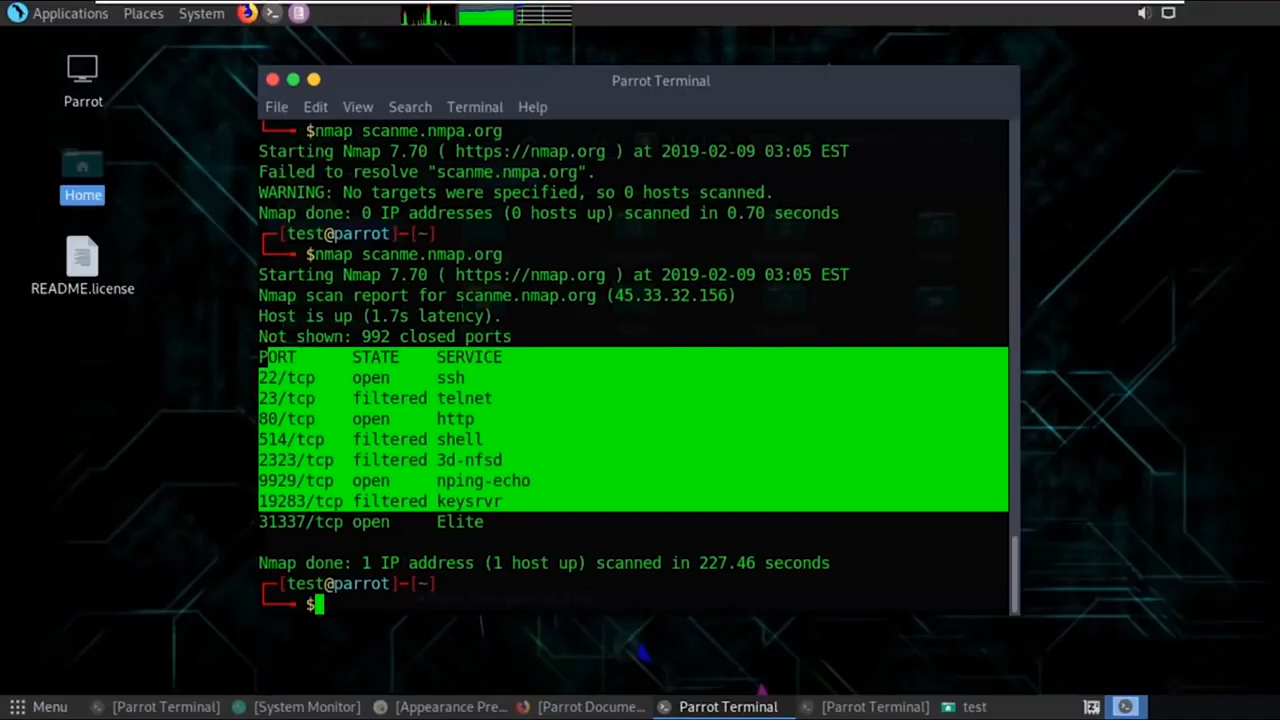 Applications Places System
Parrot
Home
README.license
Parrot Terminal
File Edit View Search Terminal Help
$nmap scanme.nmpa.org
Starting Nmap 7.70 ( https://nmap.org ) at 2019-02-09 03:05 EST
Failed to resolve "scanme.nmpa.org".
WARNING: No targets were specified, so 0 hosts scanned.
Nmap done: 0 IP addresses (0 hosts up) scanned in 0.70 seconds
[test@parrot]─[~]
$nmap scanme.nmap.org
Starting Nmap 7.70 ( https://nmap.org ) at 2019-02-09 03:05 EST
Nmap scan report for scanme.nmap.org (45.33.32.156)
Host is up (1.7s latency).
Not shown: 992 closed ports
PORT STATE SERVICE
22/tcp open ssh
23/tcp filtered telnet
80/tcp open http
514/tcp filtered shell
2323/tcp filtered 3d-nfsd
9929/tcp open nping-echo
19283/tcp filtered keysrvr
31337/tcp open Elite
Nmap done: 1 IP address (1 host up) scanned in 227.46 seconds
[test@parrot]─[~]
$
Menu [Parrot Terminal] [System Monitor] [Appearance Pre... [Parrot Docume... Parrot Terminal [Parrot Terminal] test